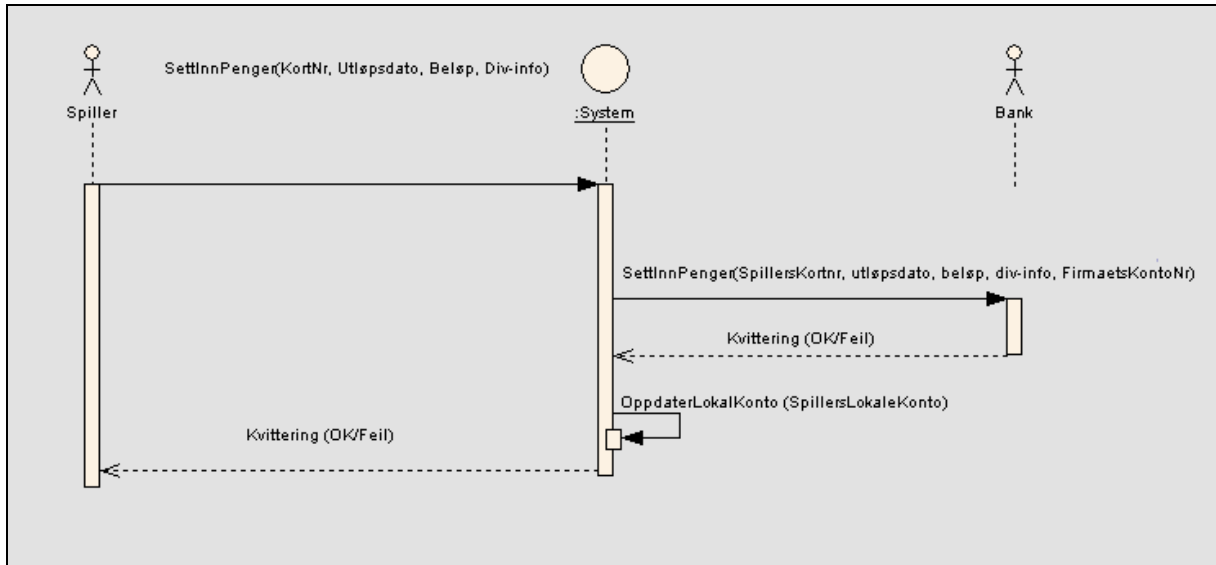 SettInnPenger(KortNr, Utløpsdato, Beløp, Div-info)
Spiller
:System
Bank
SettInnPenger(SpillersKortnr, utløpsdato, beløp, div-info, FirmaetsKontoNr)
Kvittering (OK/Feil)
OppdaterLokalKonto (SpillersLokaleKonto)
Kvittering (OK/Feil)